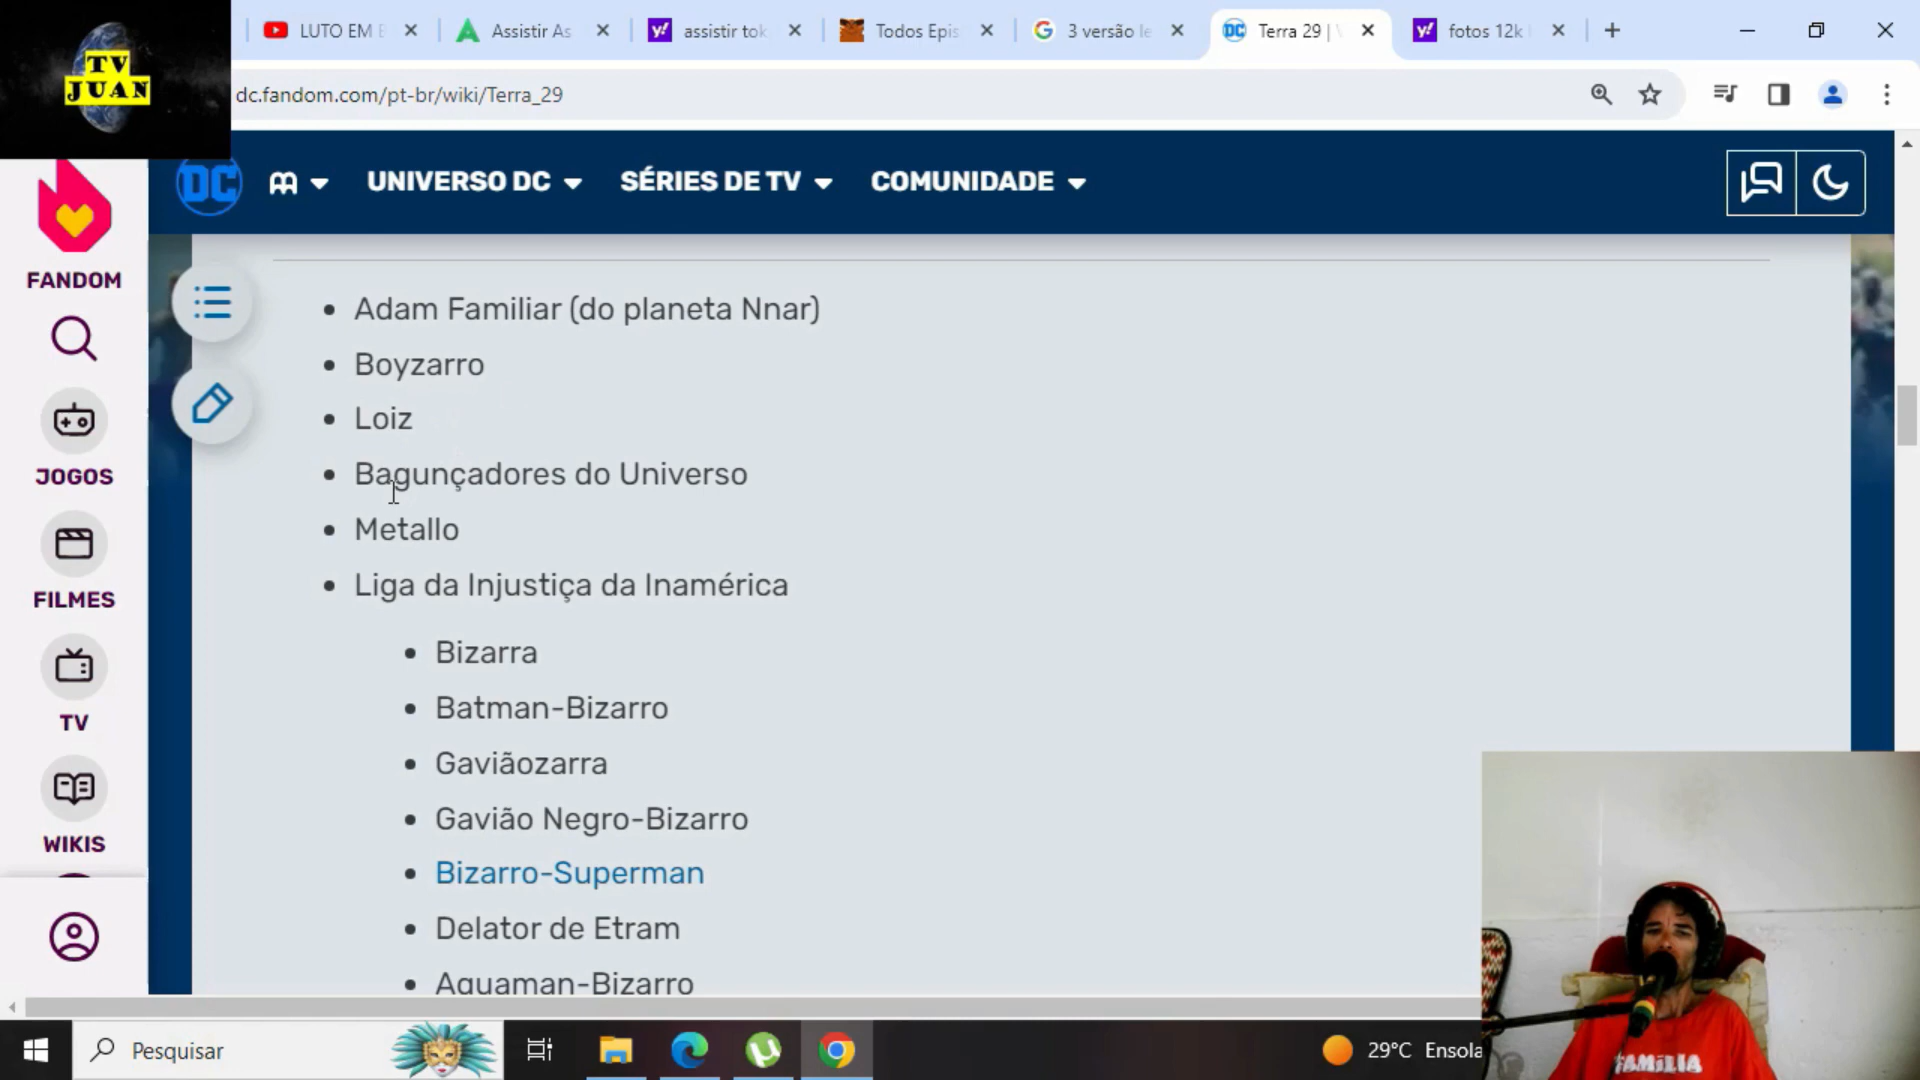 TV
JUAN
LUTO EM
Assistir As
assistir tok
Todos Epis
3 versão le
Terra 29 |
fotos 12k
dc.fandom.com/pt-br/wiki/Terra_29
DC
UNIVERSO DC
SÉRIES DE TV
COMUNIDADE
FANDOM
JOGOS
FILMES
TV
WIKIS
Adam Familiar (do planeta Nnar)
Boyzarro
Loiz
Bagunçadores do Universo
Metallo
Liga da Injustiça da Inamérica
Bizarra
Batman-Bizarro
Gaviãozarra
Gavião Negro-Bizarro
Bizarro-Superman
Delator de Etram
Aquaman-Bizarro
Pesquisar
29°C Ensola
FAMÍLIA